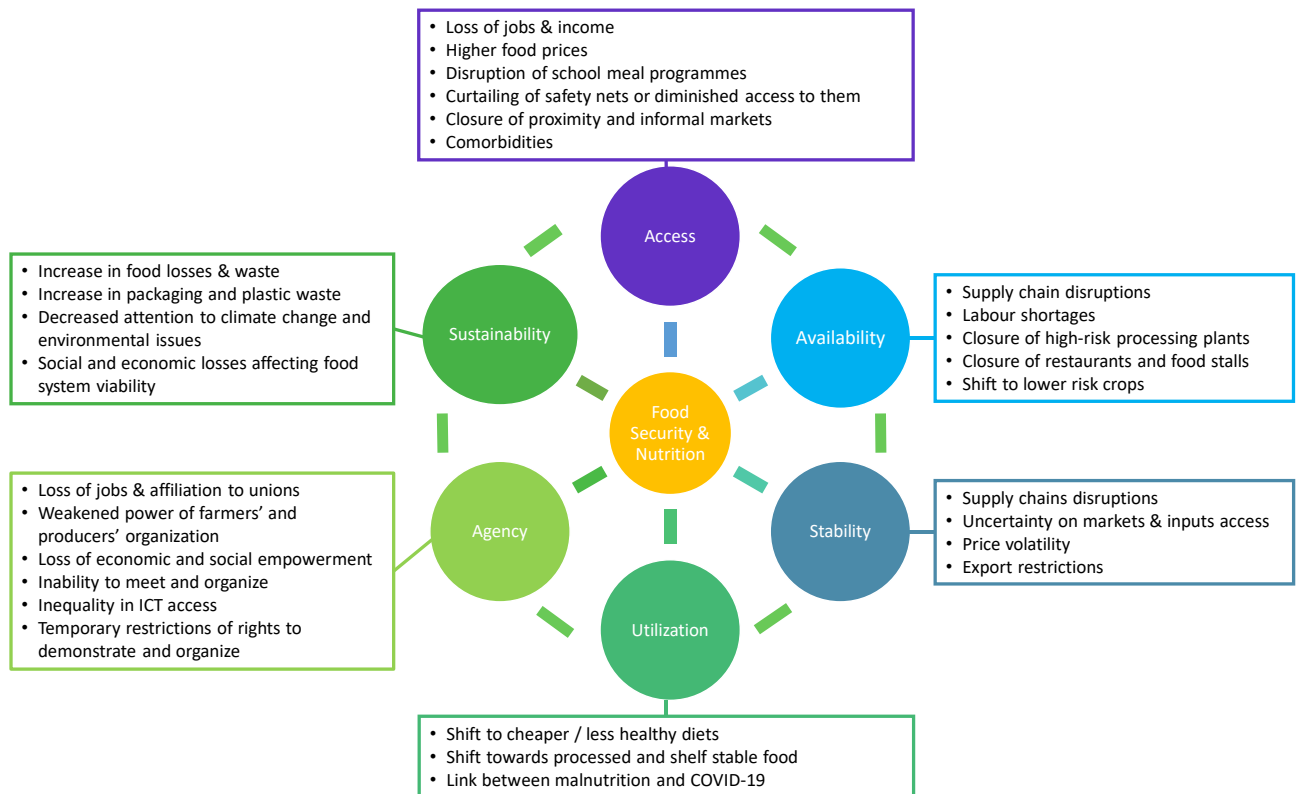 • Loss of jobs & income
• Higher food prices
• Disruption of school meal programmes
• Curtailing of safety nets or diminished access to them
• Closure of proximity and informal markets
• Comorbidities
Access
• Increase in food losses & waste
• Increase in packaging and plastic waste
• Decreased attention to climate change and
environmental issues
• Social and economic losses affecting food
system viability
Sustainability
Availability
• Supply chain disruptions
• Labour shortages
• Closure of high-risk processing plants
• Closure of restaurants and food stalls
• Shift to lower risk crops
Food
Security &
Nutrition
• Loss of jobs & affiliation to unions
• Weakened power of farmers’ and
producers’ organization
• Loss of economic and social empowerment
• Inability to meet and organize
• Inequality in ICT access
• Temporary restrictions of rights to
demonstrate and organize
Agency
Stability
• Supply chains disruptions
• Uncertainty on markets & inputs access
• Price volatility
• Export restrictions
Utilization
• Shift to cheaper / less healthy diets
• Shift towards processed and shelf stable food
• Link between malnutrition and COVID-19